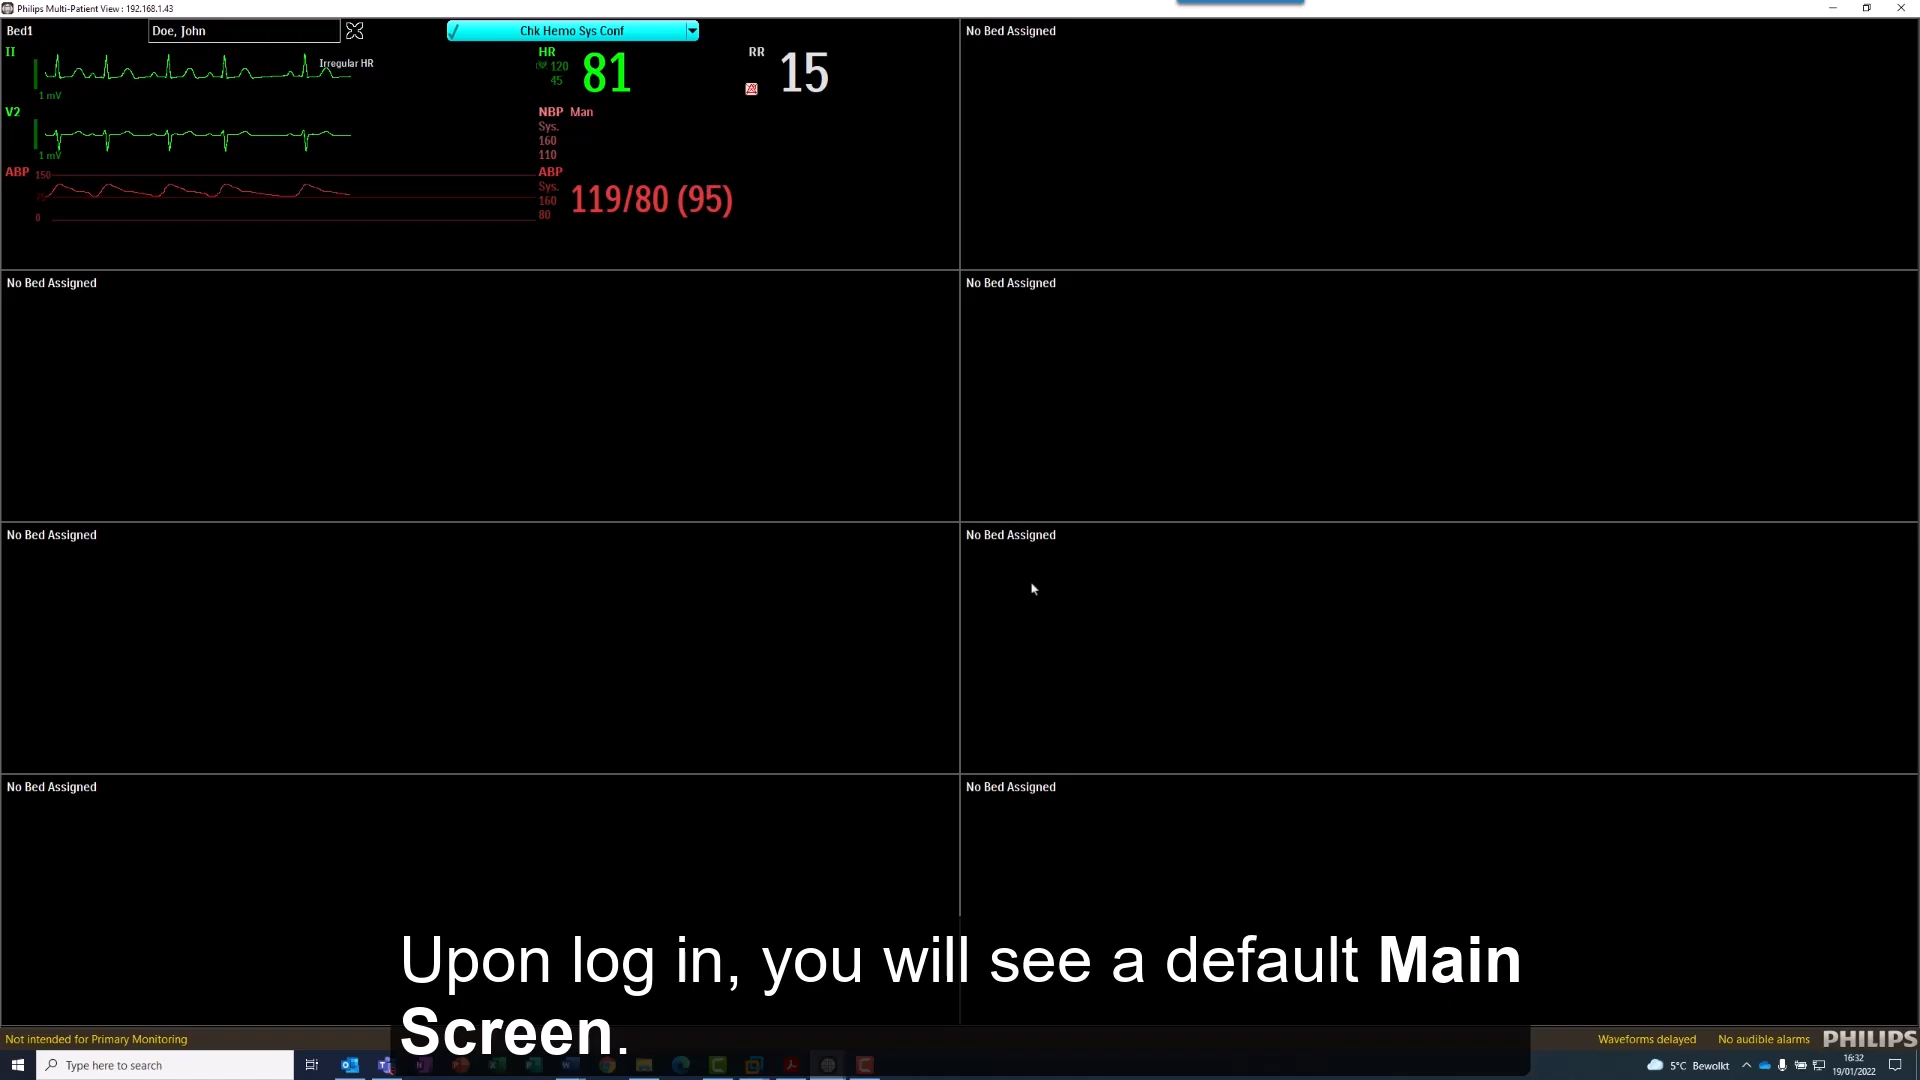 Philips Multi-Patient View : 192.168.1.43
Bed1
Doe, John
Chk Hemo Sys Conf
No Bed Assigned
II
Irregular HR
1 mV
HR
120
45
81
RR
15
V2
1 mV
NBP Man
Sys.
160
110
ABP
150
75
0
ABP
Sys.
160
80
119/80 (95)
No Bed Assigned
No Bed Assigned
No Bed Assigned
No Bed Assigned
No Bed Assigned
No Bed Assigned
Upon log in, you will see a default Main
Screen.
Not intended for Primary Monitoring
Waveforms delayed
No audible alarms
PHILIPS
Type here to search
5°C Bewolkt
16:32
19/01/2022